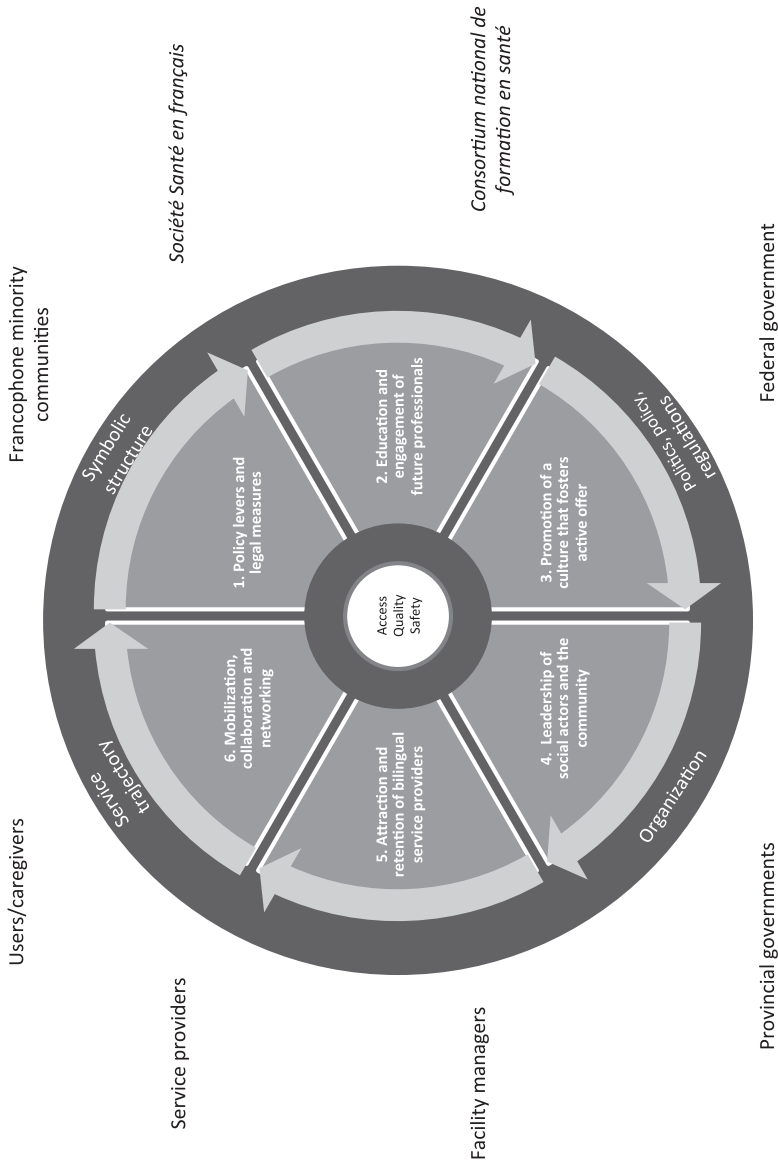 Users/caregivers
Francophone minority
communities
Service providers
Société Santé en français
Service
trajectory
Symbolic
structure
6. Mobilization,
collaboration and
networking
1. Policy levers and
legal measures
5. Attraction and
retention of bilingual
service providers
Access
Quality
Safety
2. Education and
engagement of
future professionals
4. Leadership of
social actors and the
community
3. Promotion of a
culture that fosters
active offer
Facility managers
Consortium national de
formation en santé
Organization
Politics, policy,
regulations
Provincial governments
Federal government